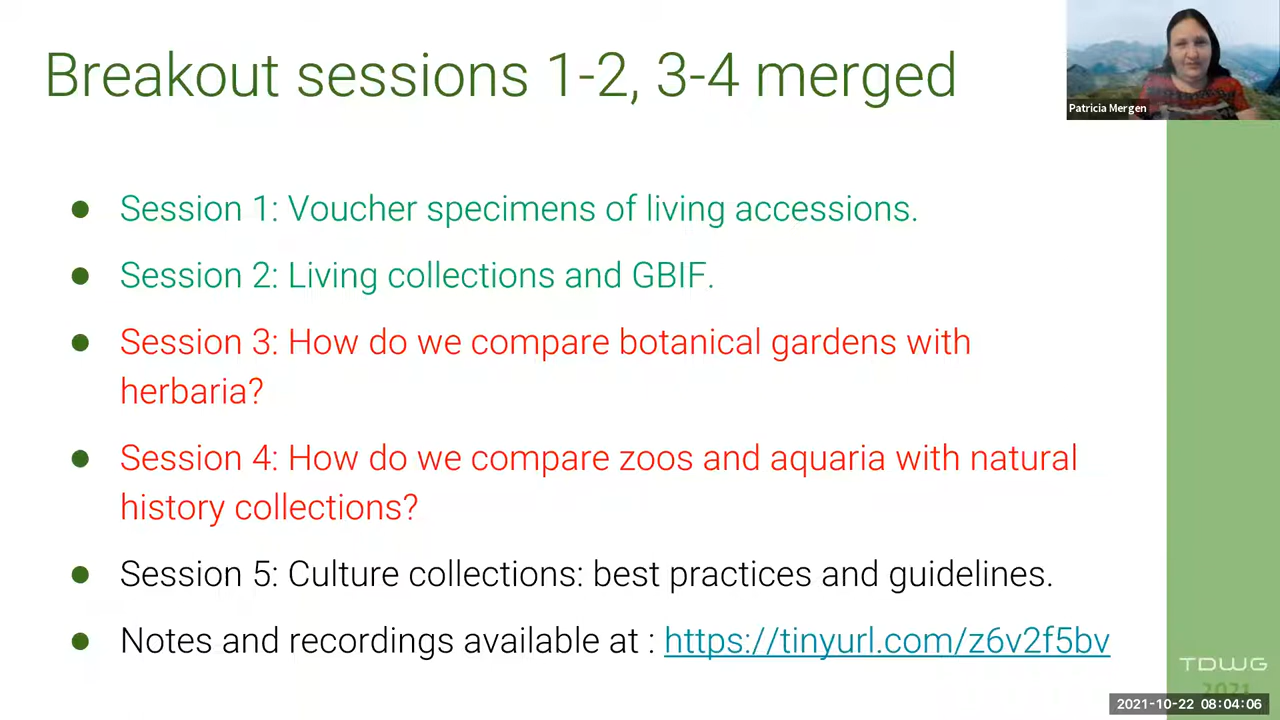 Breakout sessions 1-2, 3-4 merged
Patricia Mergen
Session 1: Voucher specimens of living accessions.
Session 2: Living collections and GBIF.
Session 3: How do we compare botanical gardens with
herbaria?
Session 4: How do we compare zoos and aquaria with natural
history collections?
Session 5: Culture collections: best practices and guidelines.
Notes and recordings available at : https://tinyurl.com/z6v2f5bv
TDWG
2021
2021-10-22 08:04:06